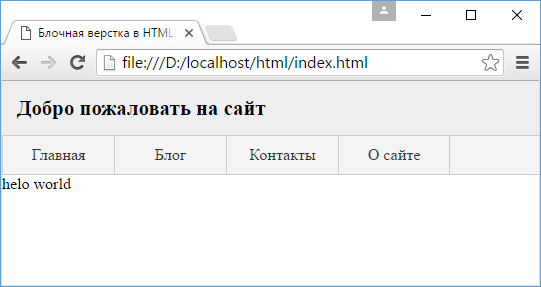 Блочная верстка в HTML
file:///D:/localhost/html/index.html
Добро пожаловать на сайт
Главная Блог Контакты О сайте
helo world